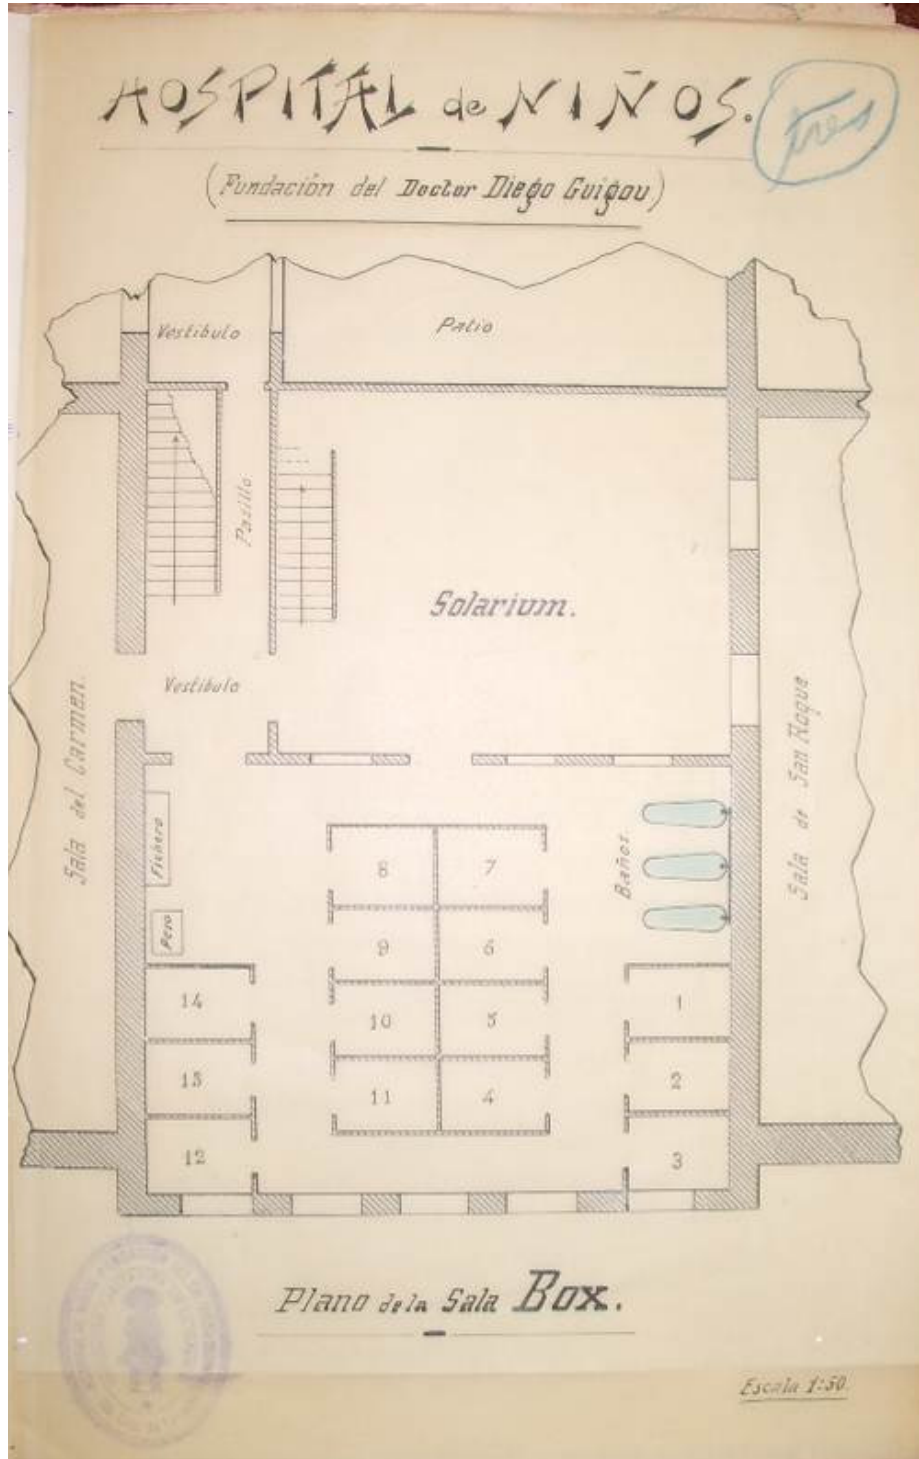 HOSPITAL de NIÑOS.
tres
(Fundación del Doctor Diego Guigou)
Vestibulo
Patio
Pasillo
Solarium.
Vestibulo
Sala del Carmen.
Sala de San Roque
Fichero
Peso
Baños.
8 7
9 6
10 5
11 4
14
13
12
1
2
3
Plano de la Sala Box.
Escala 1:50.